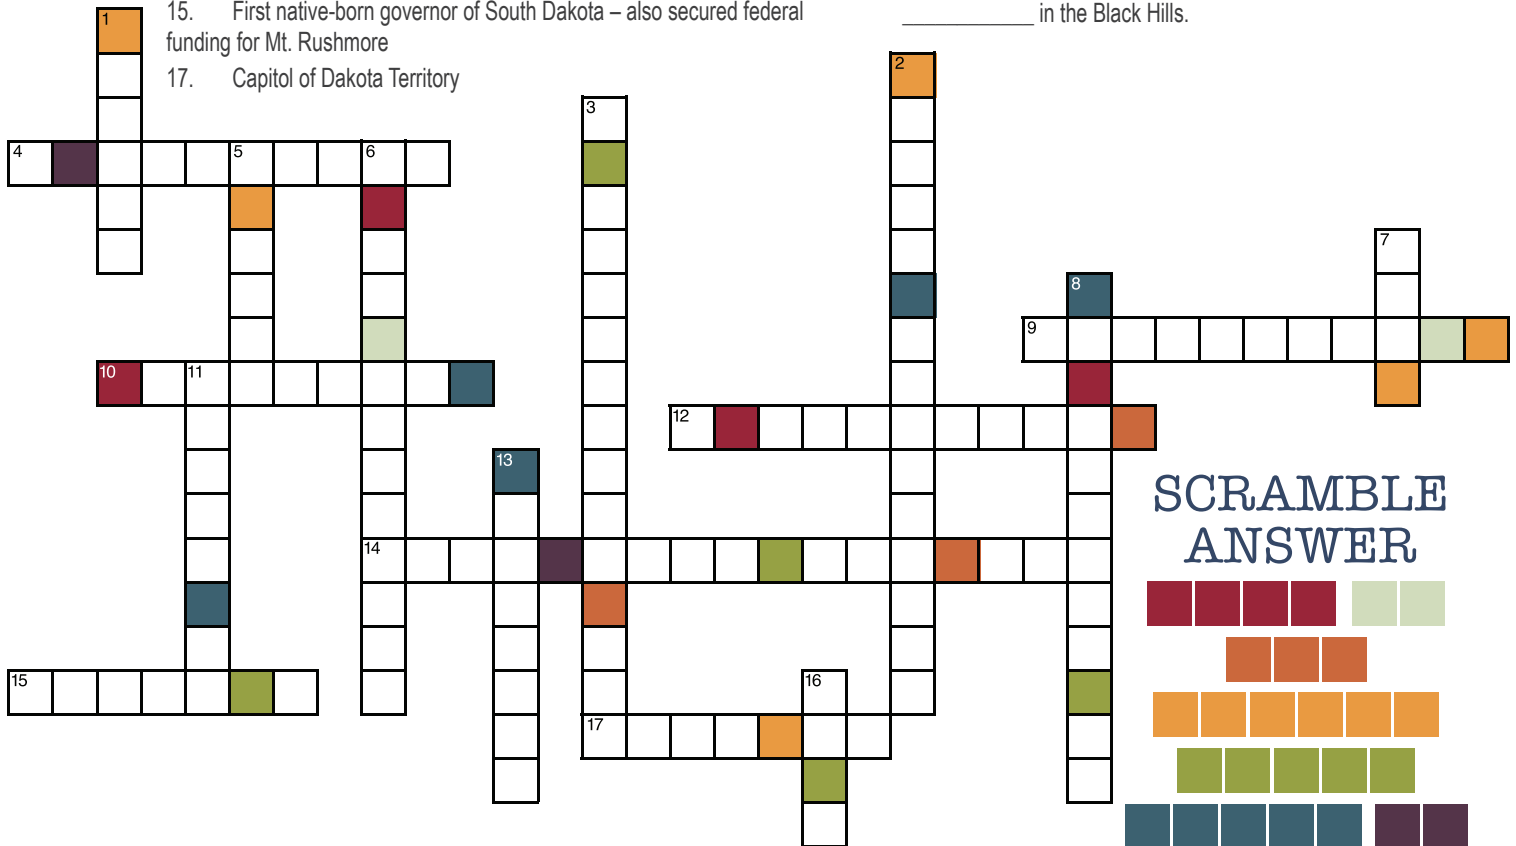 15. First native-born governor of South Dakota – also secured federal
funding for Mt. Rushmore
17. Capitol of Dakota Territory
____________ in the Black Hills.
1
2
3
4
5
6
7
8
9
10
11
12
13
14
15
16
17
SCRAMBLE
ANSWER